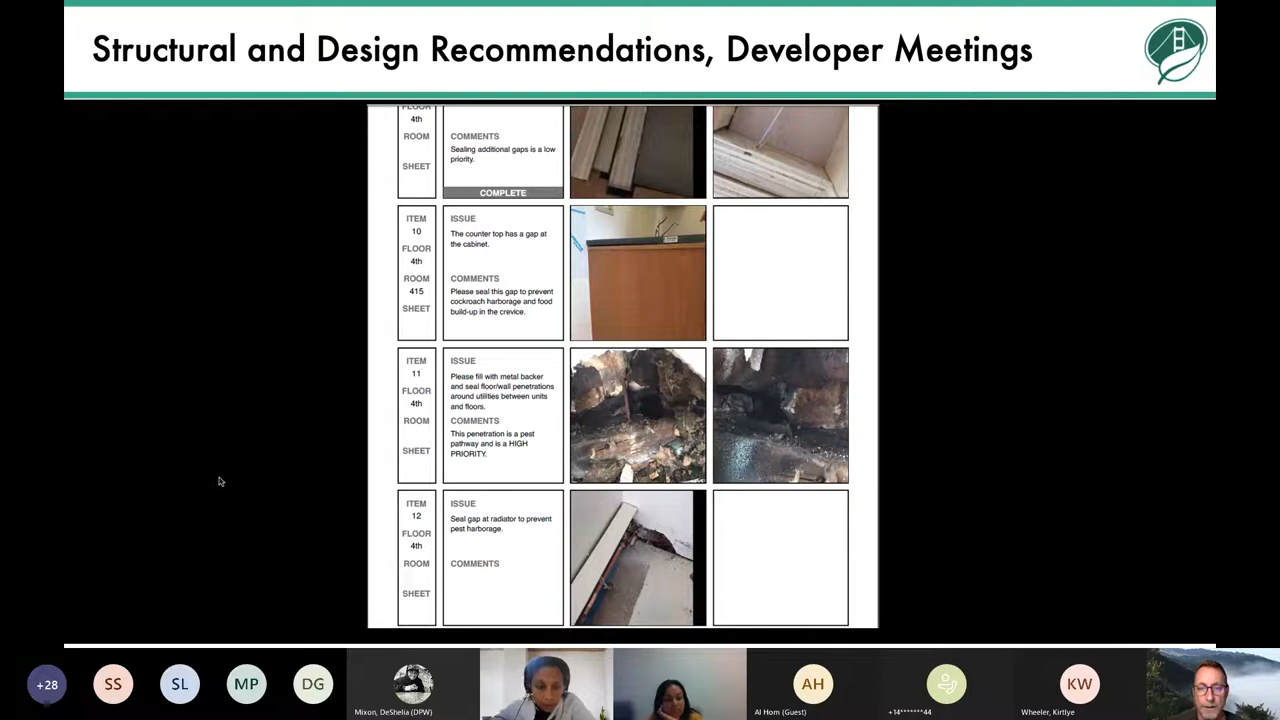 Structural and Design Recommendations, Developer Meetings
FLOOR
4th
ROOM
SHEET
COMMENTS
Sealing additional gaps is a low
priority.
COMPLETE
ITEM
10
FLOOR
4th
ROOM
415
SHEET
ISSUE
The counter top has a gap at
the cabinet.
COMMENTS
Please seal this gap to prevent
cockroach harborage and food
build-up in the crevice.
ITEM
11
FLOOR
4th
ROOM
SHEET
ISSUE
Please fill with metal backer
and seal floor/wall penetrations
around utilities between units
and floors.
COMMENTS
This penetration is a pest
pathway and is a HIGH
PRIORITY.
ITEM
12
FLOOR
4th
ROOM
SHEET
ISSUE
Seal gap at radiator to prevent
pest harborage.
COMMENTS
+28
SS
SL
MP
DG
Mixon, DeShelia (DPW)
AH
Al Hom (Guest)
+14*******44
KW
Wheeler, Kirtlye